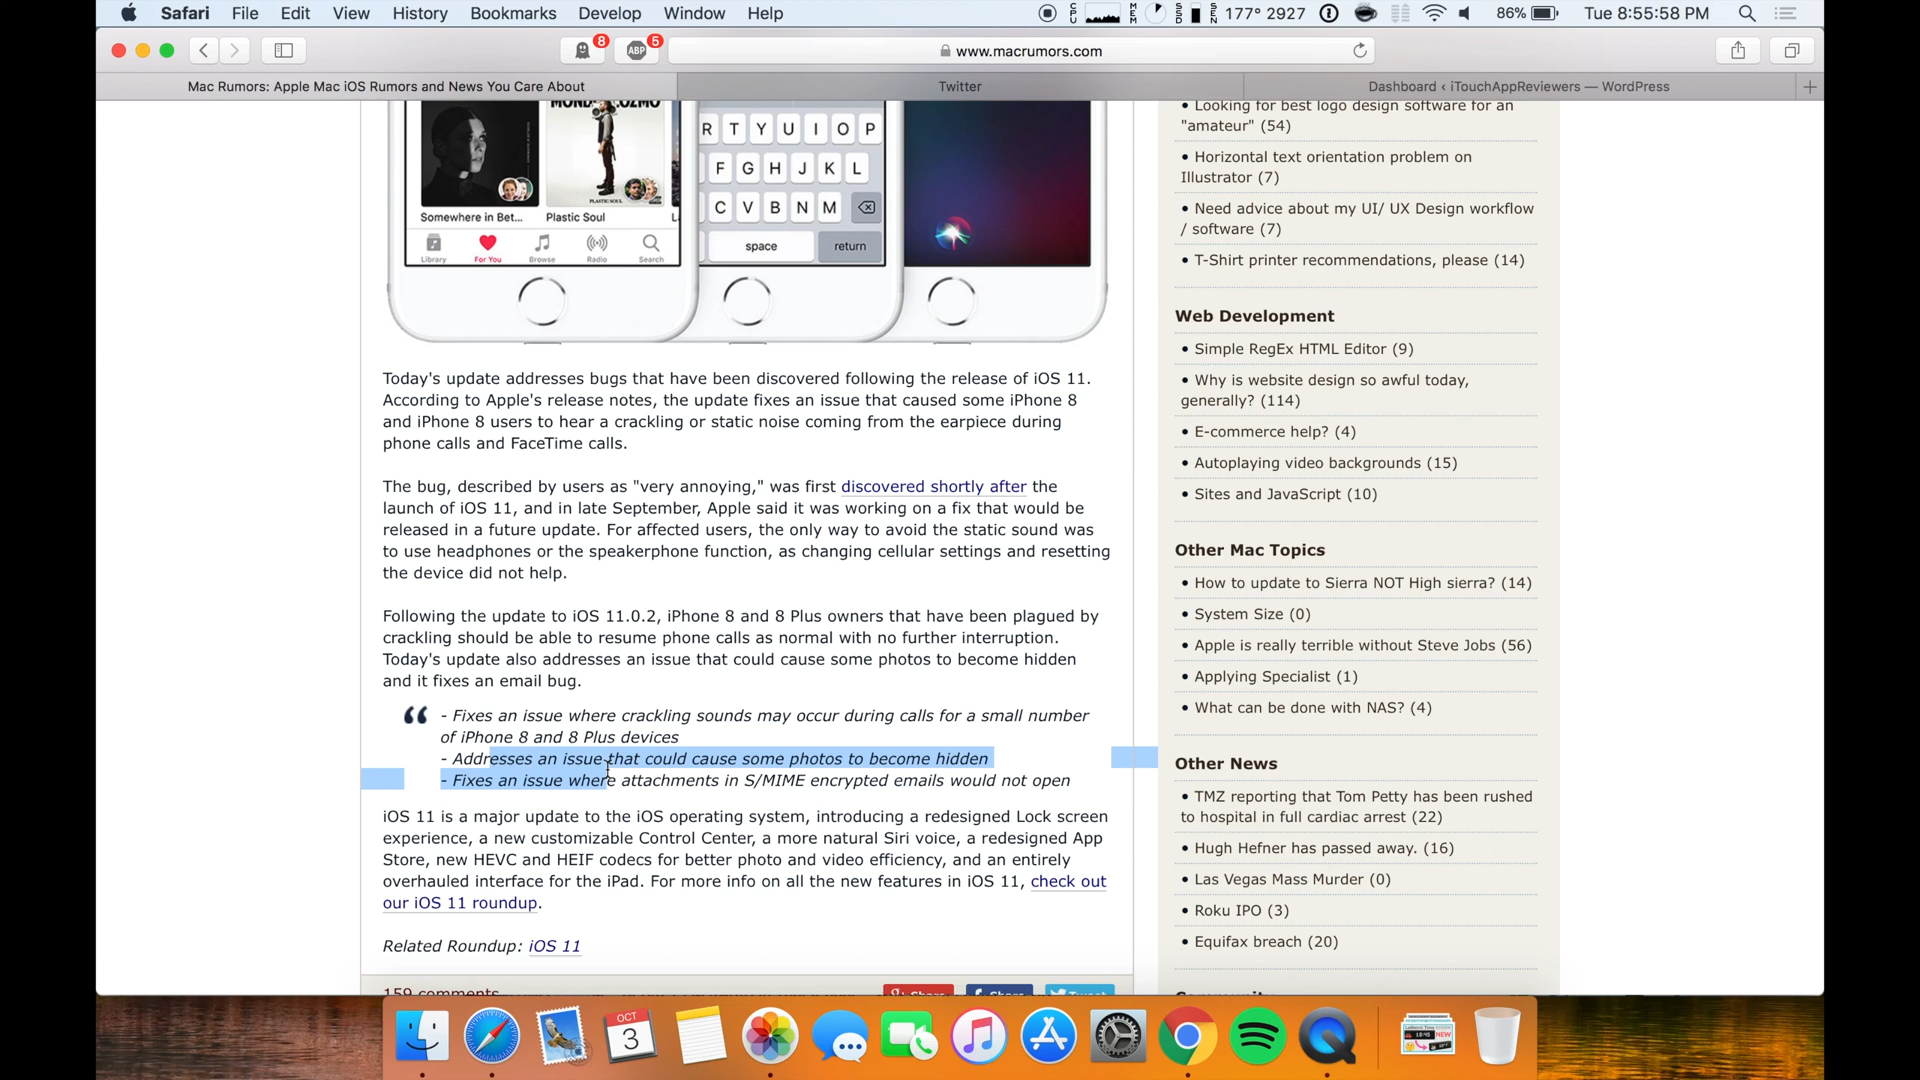 Safari File Edit View History Bookmarks Develop Window Help CPU MEM SSD SEN 177° 2927 86% Tue 8:55:58 PM
8 ABP 5 www.macrumors.com
Mac Rumors: Apple Mac iOS Rumors and News You Care About Twitter Dashboard ‹ iTouchAppReviewers — WordPress
R T Y U I O P
F G H J K L
C V B N M
space return
PLASTIC SOUL
Somewhere in Bet... Plastic Soul
Library For You Browse Radio Search
Today's update addresses bugs that have been discovered following the release of iOS 11.
According to Apple's release notes, the update fixes an issue that caused some iPhone 8
and iPhone 8 users to hear a crackling or static noise coming from the earpiece during
phone calls and FaceTime calls.
The bug, described by users as "very annoying," was first discovered shortly after the
launch of iOS 11, and in late September, Apple said it was working on a fix that would be
released in a future update. For affected users, the only way to avoid the static sound was
to use headphones or the speakerphone function, as changing cellular settings and resetting
the device did not help.
Following the update to iOS 11.0.2, iPhone 8 and 8 Plus owners that have been plagued by
crackling should be able to resume phone calls as normal with no further interruption.
Today's update also addresses an issue that could cause some photos to become hidden
and it fixes an email bug.
“ - Fixes an issue where crackling sounds may occur during calls for a small number
of iPhone 8 and 8 Plus devices
- Addresses an issue that could cause some photos to become hidden
- Fixes an issue where attachments in S/MIME encrypted emails would not open
iOS 11 is a major update to the iOS operating system, introducing a redesigned Lock screen
experience, a new customizable Control Center, a more natural Siri voice, a redesigned App
Store, new HEVC and HEIF codecs for better photo and video efficiency, and an entirely
overhauled interface for the iPad. For more info on all the new features in iOS 11, check out
our iOS 11 roundup.
Related Roundup: iOS 11
159 comments
Share Share Tweet
• Looking for best logo design software for an
"amateur" (54)
• Horizontal text orientation problem on
Illustrator (7)
• Need advice about my UI/ UX Design workflow
/ software (7)
• T-Shirt printer recommendations, please (14)
Web Development
• Simple RegEx HTML Editor (9)
• Why is website design so awful today,
generally? (114)
• E-commerce help? (4)
• Autoplaying video backgrounds (15)
• Sites and JavaScript (10)
Other Mac Topics
• How to update to Sierra NOT High sierra? (14)
• System Size (0)
• Apple is really terrible without Steve Jobs (56)
• Applying Specialist (1)
• What can be done with NAS? (4)
Other News
• TMZ reporting that Tom Petty has been rushed
to hospital in full cardiac arrest (22)
• Hugh Hefner has passed away. (16)
• Las Vegas Mass Murder (0)
• Roku IPO (3)
• Equifax breach (20)
OCT
3